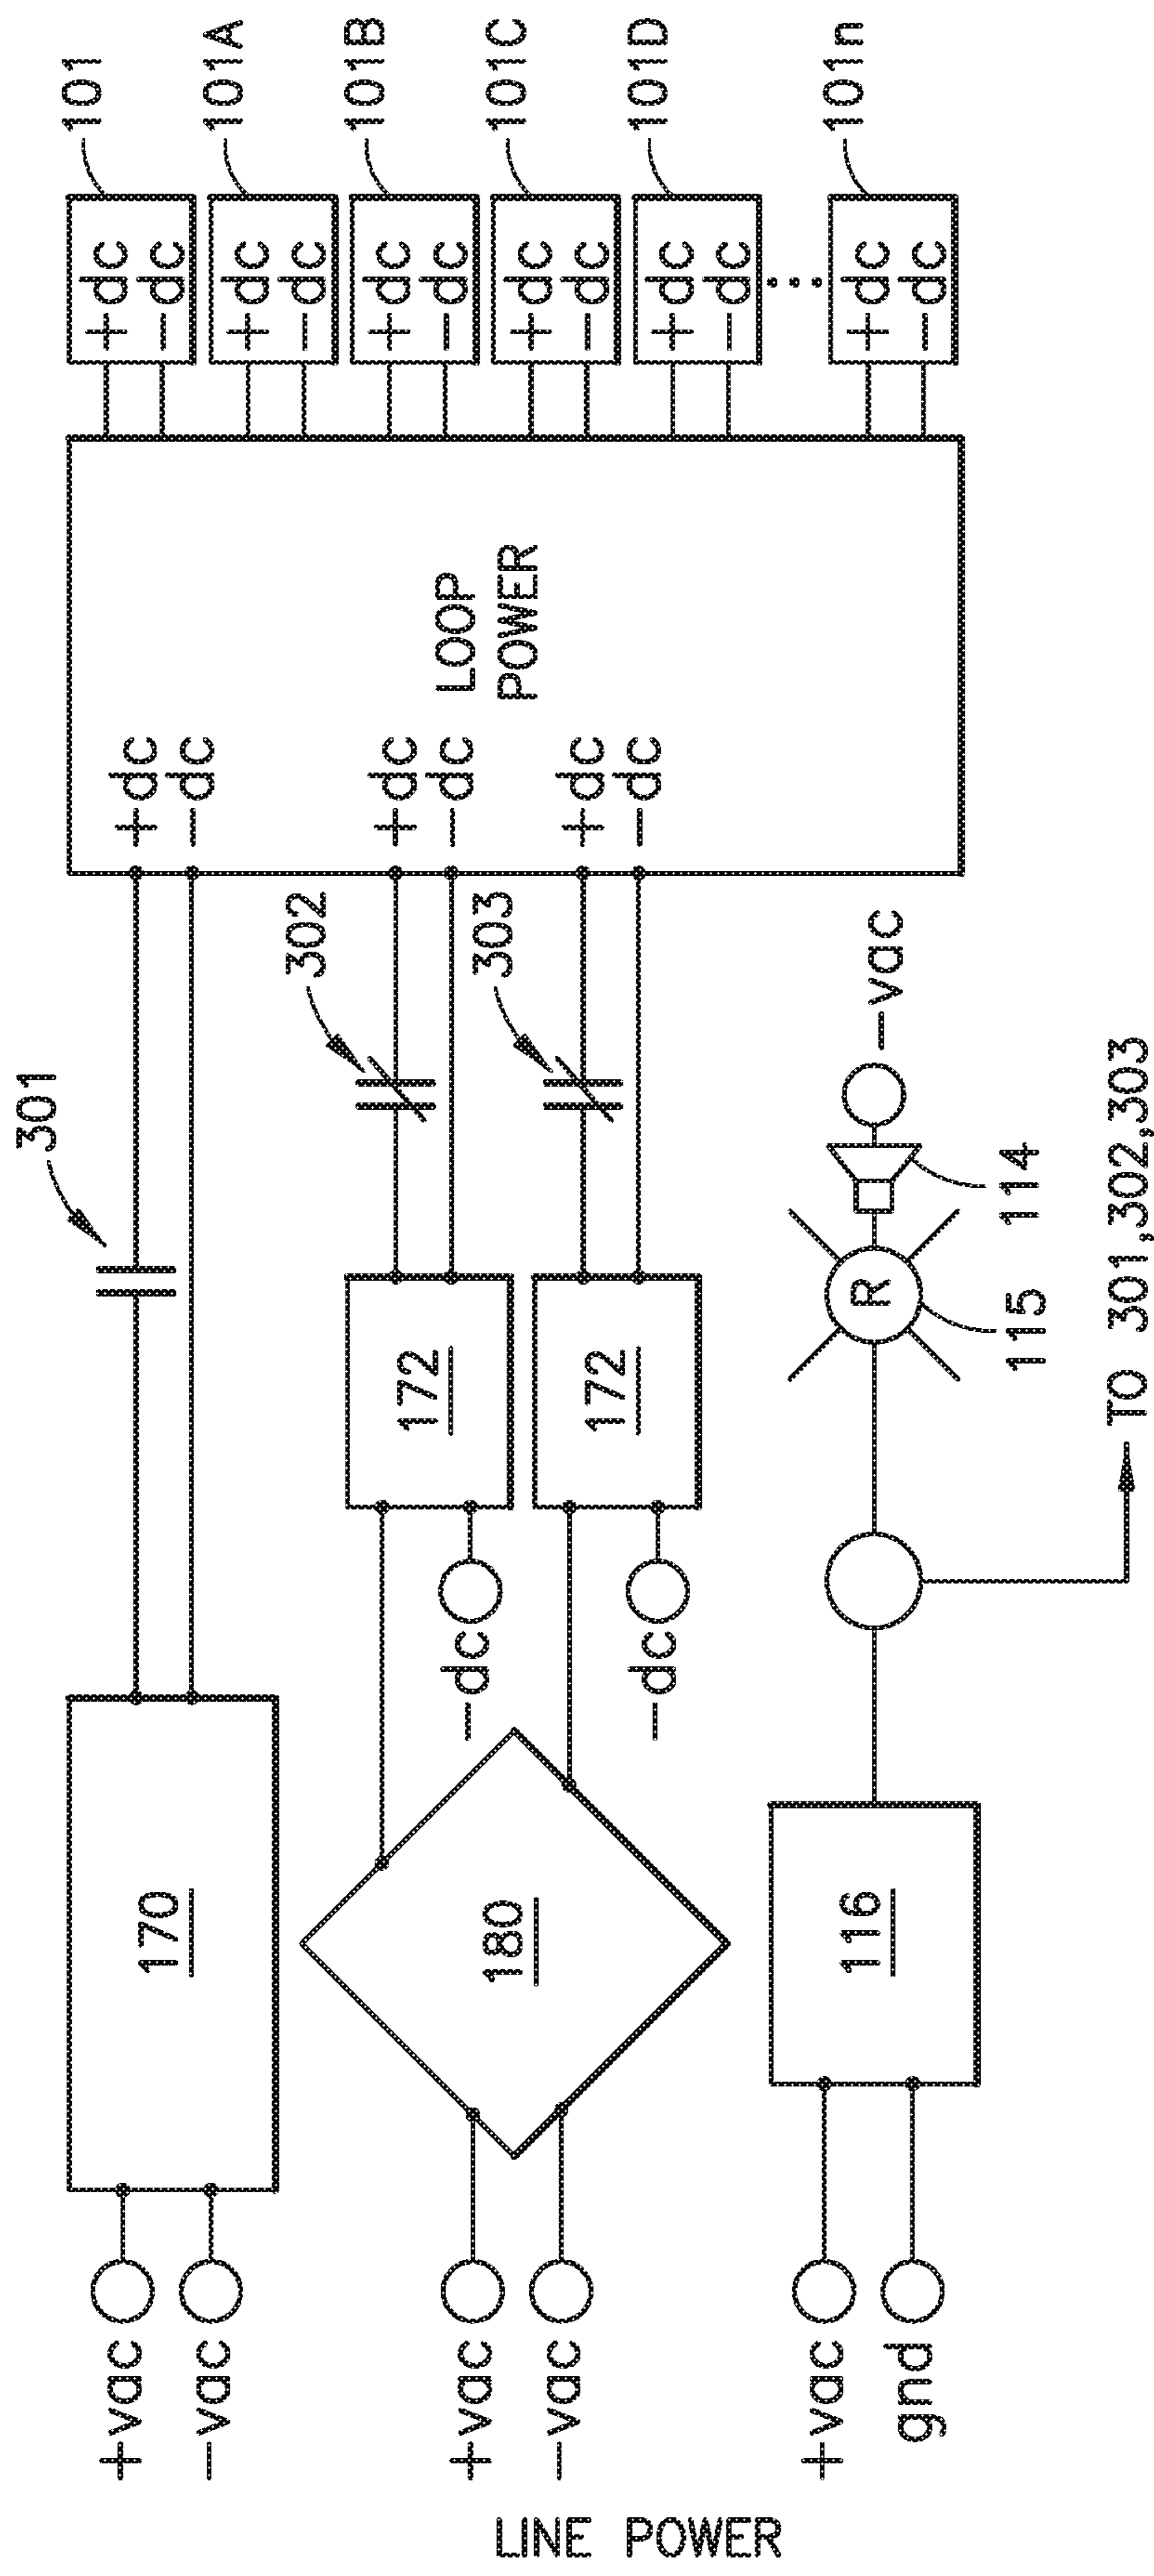 101
101A
101B
101C
101D
101n
+dc
−dc
+dc
−dc
+dc
−dc
+dc
−dc
+dc
−dc
...
+dc
−dc
LOOP
POWER
+dc
−dc
+dc
−dc
+dc
−dc
301
302
303
172
172
−dc
−dc
170
180
116
R
115
114
−vac
TO 301,302,303
+vac
−vac
+vac
−vac
+vac
gnd
LINE POWER